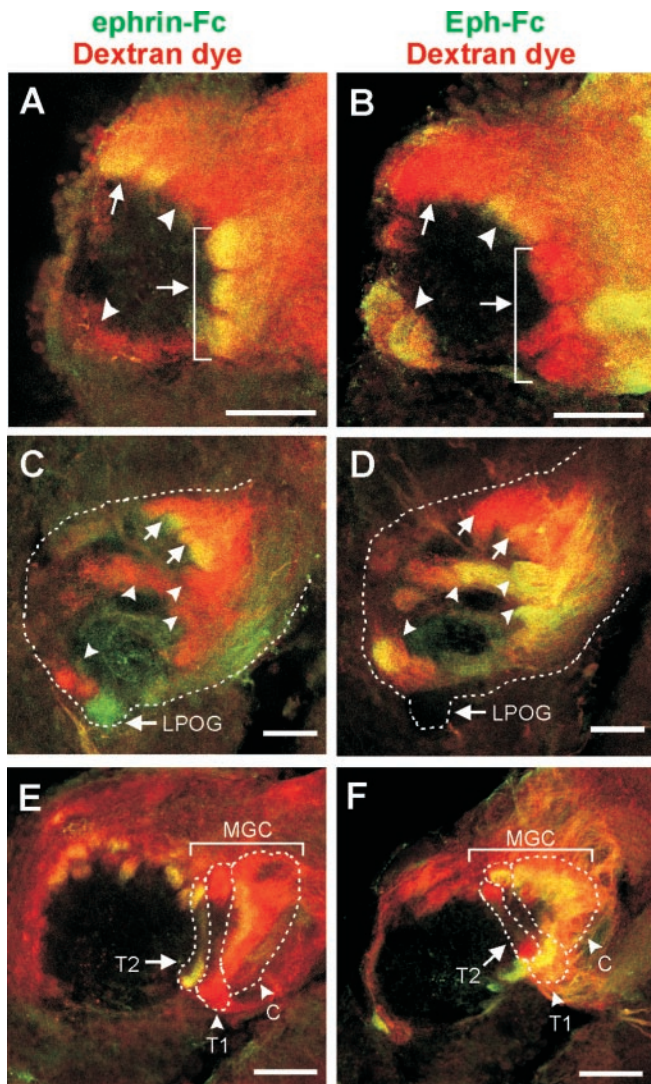 ephrin-Fc Eph-Fc
Dextran dye Dextran dye
A B
C D
LPOG LPOG
E F
MGC MGC
T2 C T1
T2 C T1